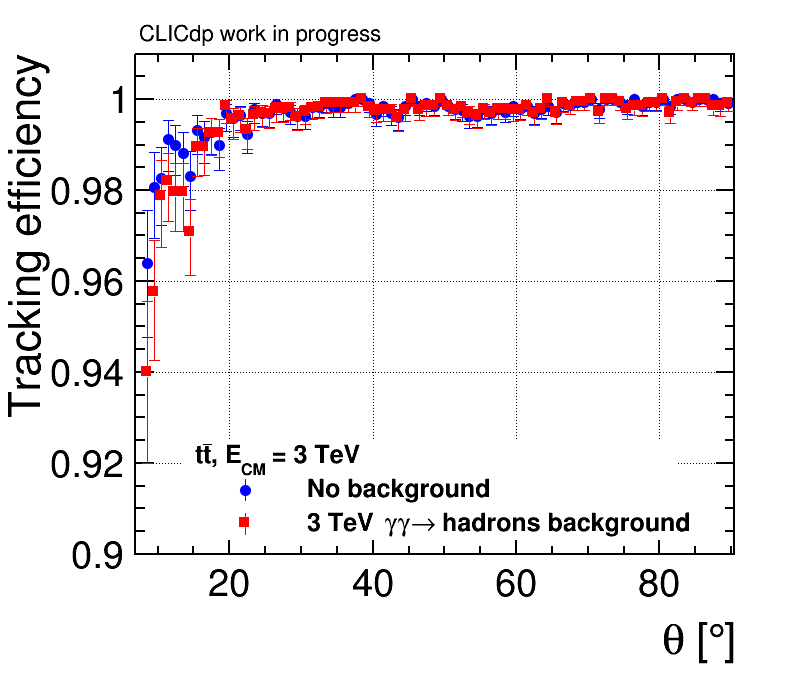 CLICdp work in progress
Tracking efficiency
1
0.98
0.96
0.94
0.92
0.9
tt̄, E_CM = 3 TeV
No background
3 TeV γγ→ hadrons background
20 40 60 80
θ [°]